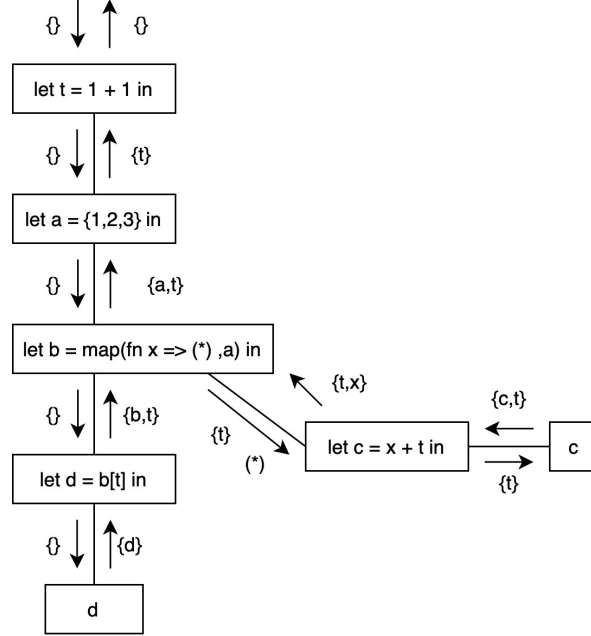 {} {}
let t = 1 + 1 in
{} {t}
let a = {1,2,3} in
{} {a,t}
let b = map(fn x => (*) ,a) in
{t,x}
{c,t}
{} {b,t}
{t}
(*)
let c = x + t in
c
{t}
let d = b[t] in
{} {d}
d